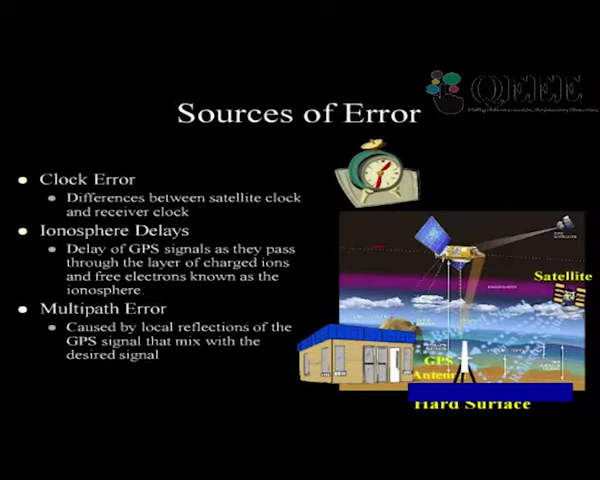 QEEE
Sources of Error
Clock Error
Differences between satellite clock
and receiver clock
Ionosphere Delays
Delay of GPS signals as they pass
through the layer of charged ions
and free electrons known as the
ionosphere.
Multipath Error
Caused by local reflections of the
GPS signal that mix with the
desired signal
Satellite
GPS
Antenna
Hard Surface